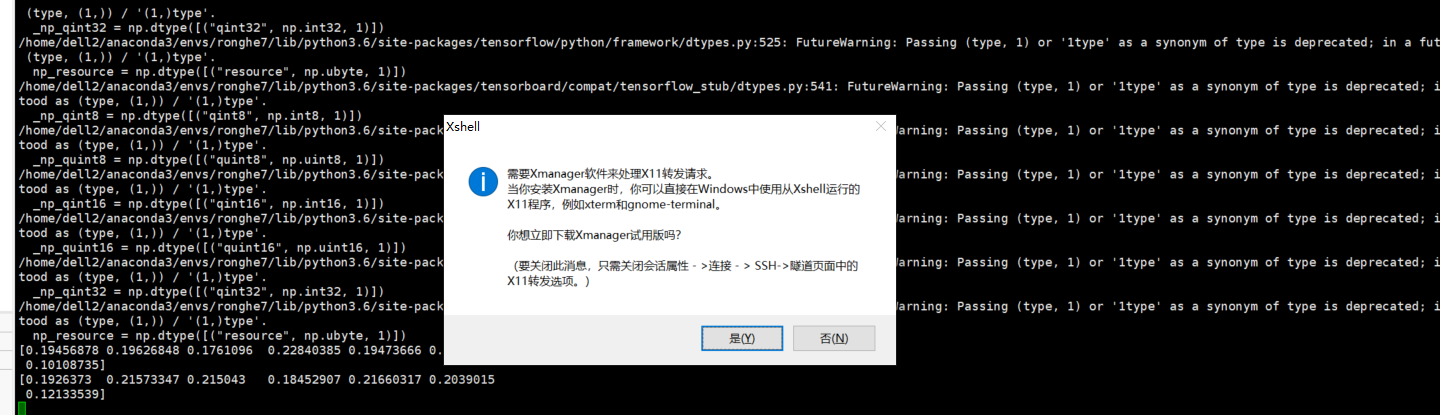 (type, (1,)) / '(1,)type'.
_np_qint32 = np.dtype([("qint32", np.int32, 1)])
/home/dell2/anaconda3/envs/ronghe7/lib/python3.6/site-packages/tensorflow/python/framework/dtypes.py:525: FutureWarning: Passing (type, 1) or '1type' as a synonym of type is deprecated; in a fut
(type, (1,)) / '(1,)type'.
np_resource = np.dtype([("resource", np.ubyte, 1)])
/home/dell2/anaconda3/envs/ronghe7/lib/python3.6/site-packages/tensorboard/compat/tensorflow_stub/dtypes.py:541: FutureWarning: Passing (type, 1) or '1type' as a synonym of type is deprecated; i
tood as (type, (1,)) / '(1,)type'.
_np_qint8 = np.dtype([("qint8", np.int8, 1)])
/home/dell2/anaconda3/envs/ronghe7/lib/python3.6/site-pack arning: Passing (type, 1) or '1type' as a synonym of type is deprecated; i
tood as (type, (1,)) / '(1,)type'.
_np_quint8 = np.dtype([("quint8", np.uint8, 1)])
/home/dell2/anaconda3/envs/ronghe7/lib/python3.6/site-pack arning: Passing (type, 1) or '1type' as a synonym of type is deprecated; i
tood as (type, (1,)) / '(1,)type'.
_np_qint16 = np.dtype([("qint16", np.int16, 1)])
/home/dell2/anaconda3/envs/ronghe7/lib/python3.6/site-pack arning: Passing (type, 1) or '1type' as a synonym of type is deprecated; i
tood as (type, (1,)) / '(1,)type'.
_np_quint16 = np.dtype([("quint16", np.uint16, 1)])
/home/dell2/anaconda3/envs/ronghe7/lib/python3.6/site-pack arning: Passing (type, 1) or '1type' as a synonym of type is deprecated; i
tood as (type, (1,)) / '(1,)type'.
_np_qint32 = np.dtype([("qint32", np.int32, 1)])
/home/dell2/anaconda3/envs/ronghe7/lib/python3.6/site-pack arning: Passing (type, 1) or '1type' as a synonym of type is deprecated; i
tood as (type, (1,)) / '(1,)type'.
np_resource = np.dtype([("resource", np.ubyte, 1)])
[0.19456878 0.19626848 0.1761096  0.22840385 0.19473666 0.
0.10108735]
[0.1926373  0.21573347 0.215043   0.18452907 0.21660317 0.2039015
0.12133539]
Xshell
需要Xmanager软件来处理X11转发请求。
当你安装Xmanager时，你可以直接在Windows中使用从Xshell运行的
X11程序，例如xterm和gnome-terminal。
你想立即下载Xmanager试用版吗?
（要关闭此消息，只需关闭会话属性 - >连接 - > SSH->隧道页面中的
X11转发选项。）
是(Y)
否(N)